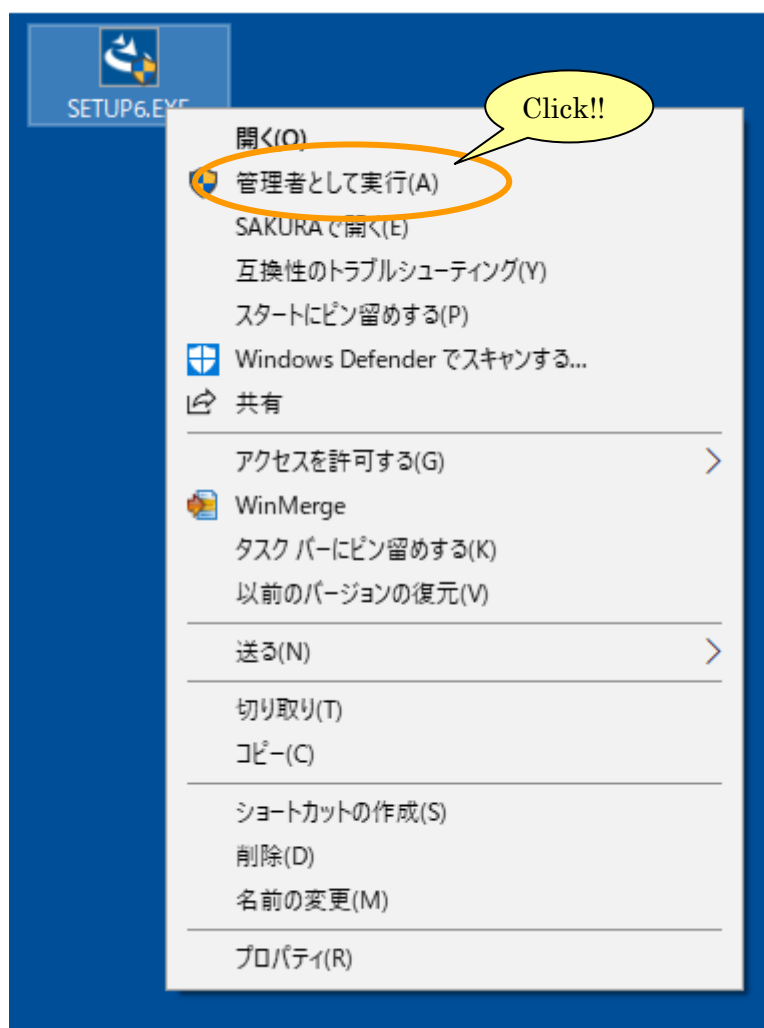 SETUP6.EXE
Click!!
開く(O)
管理者として実行(A)
SAKURAで開く(E)
互換性のトラブルシューティング(Y)
スタートにピン留めする(P)
Windows Defender でスキャンする...
共有
アクセスを許可する(G)
WinMerge
タスク バーにピン留めする(K)
以前のバージョンの復元(V)
送る(N)
切り取り(T)
コピー(C)
ショートカットの作成(S)
削除(D)
名前の変更(M)
プロパティ(R)